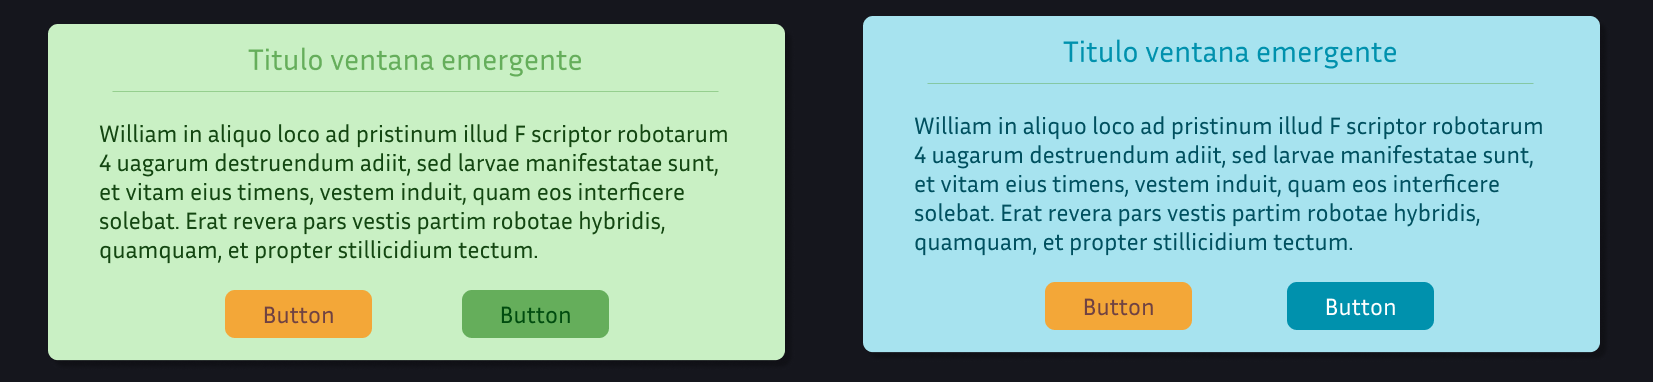 Titulo ventana emergente
William in aliquo loco ad pristinum illud F scriptor robotarum
4 uagarum destruendum adiit, sed larvae manifestatae sunt,
et vitam eius timens, vestem induit, quam eos interficere
solebat. Erat revera pars vestis partim robotae hybridis,
quamquam, et propter stillicidium tectum.
Button
Button
Titulo ventana emergente
William in aliquo loco ad pristinum illud F scriptor robotarum
4 uagarum destruendum adiit, sed larvae manifestatae sunt,
et vitam eius timens, vestem induit, quam eos interficere
solebat. Erat revera pars vestis partim robotae hybridis,
quamquam, et propter stillicidium tectum.
Button
Button